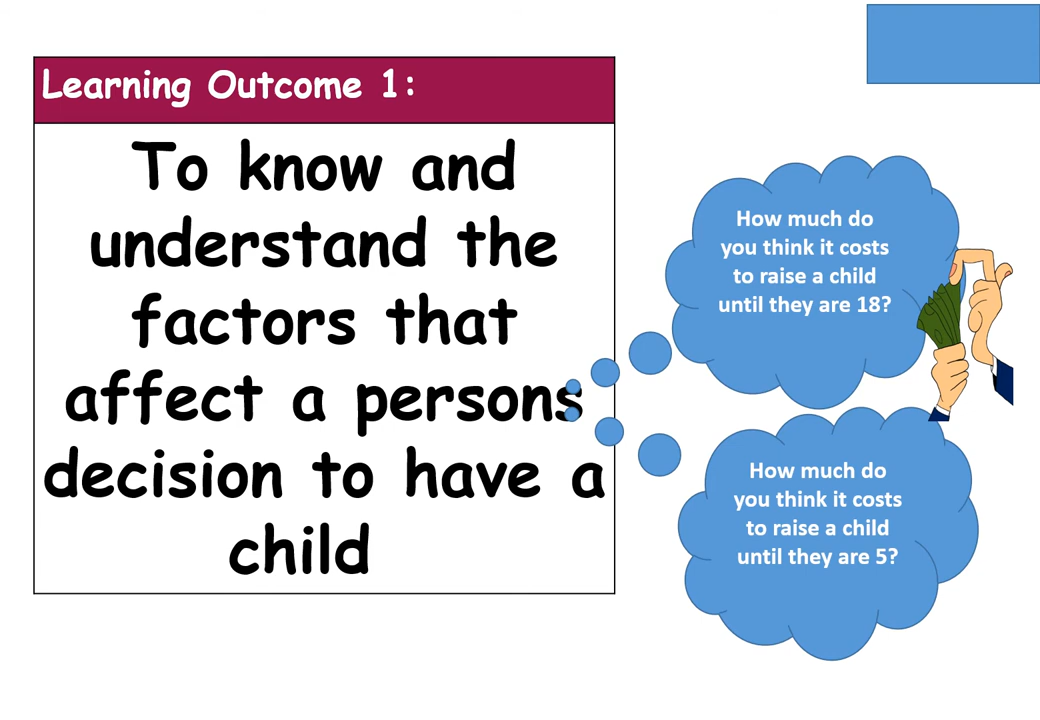 Learning Outcome 1:
To know and
understand the
factors that
affect a persons
decision to have a
child
How much do
you think it costs
to raise a child
until they are 18?
How much do
you think it costs
to raise a child
until they are 5?